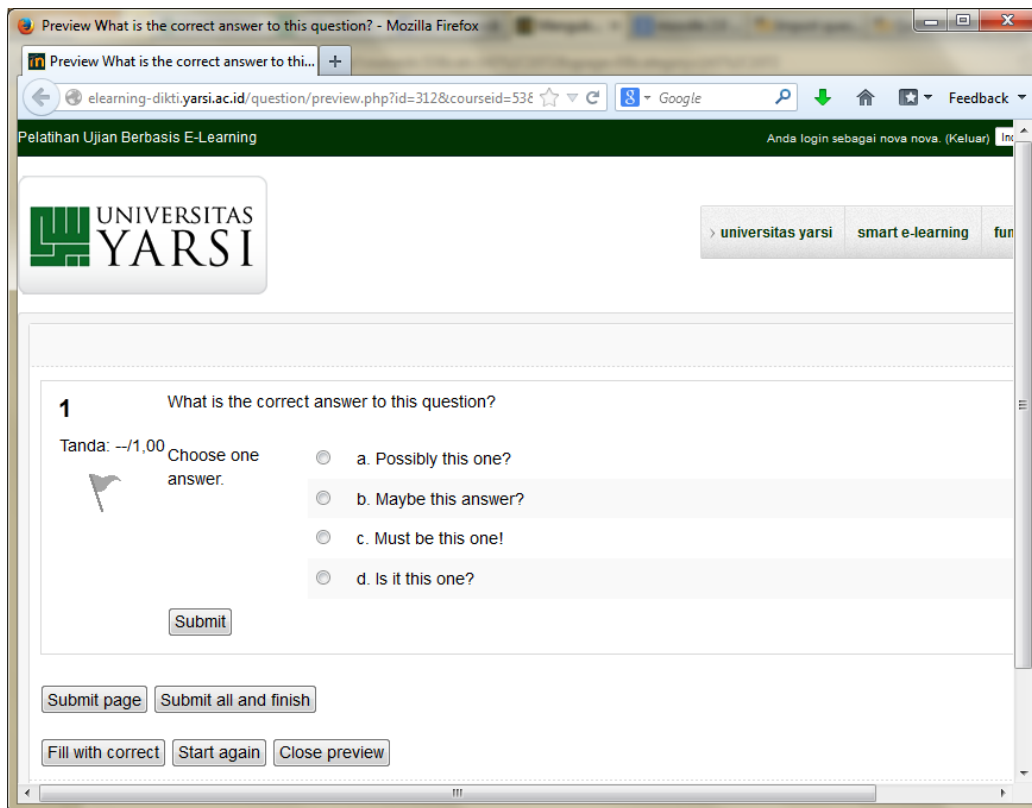 Preview What is the correct answer to this question? - Mozilla Firefox
Preview What is the correct answer to thi...
elearning-dikti.yarsi.ac.id/question/preview.php?id=312&courseid=538
Google
Feedback
Pelatihan Ujian Berbasis E-Learning
Anda login sebagai nova nova. (Keluar)
UNIVERSITAS
YARSI
universitas yarsi
smart e-learning
1
What is the correct answer to this question?
Tanda: --/1,00
Choose one
answer.
a. Possibly this one?
b. Maybe this answer?
c. Must be this one!
d. Is it this one?
Submit
Submit page
Submit all and finish
Fill with correct
Start again
Close preview